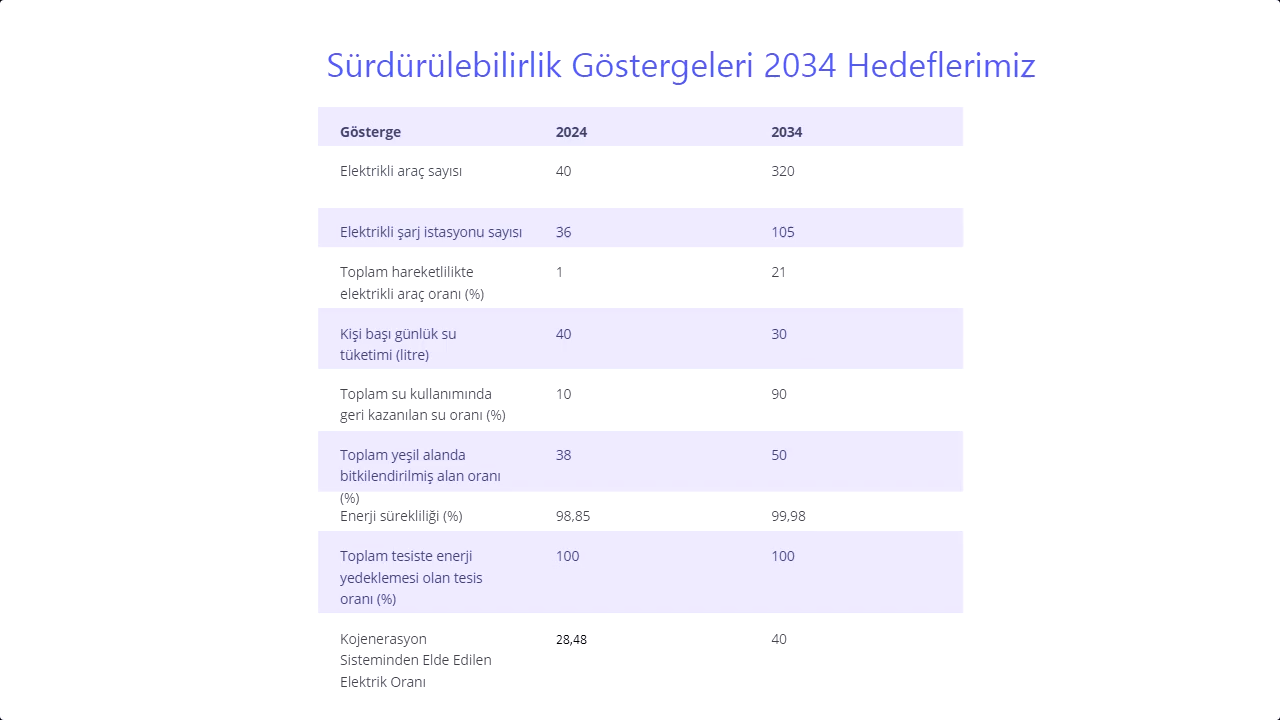 Sürdürülebilirlik Göstergeleri 2034 Hedeflerimiz
Gösterge 2024 2034
Elektrikli araç sayısı 40 320
Elektrikli şarj istasyonu sayısı 36 105
Toplam hareketlilikte 1 21
elektrikli araç oranı (%)
Kişi başı günlük su 40 30
tüketimi (litre)
Toplam su kullanımında 10 90
geri kazanılan su oranı (%)
Toplam yeşil alanda 38 50
bitkilendirilmiş alan oranı
(%)
Enerji sürekliliği (%) 98,85 99,98
Toplam tesiste enerji 100 100
yedeklemesi olan tesis
oranı (%)
Kojenerasyon 28,48 40
Sisteminden Elde Edilen
Elektrik Oranı